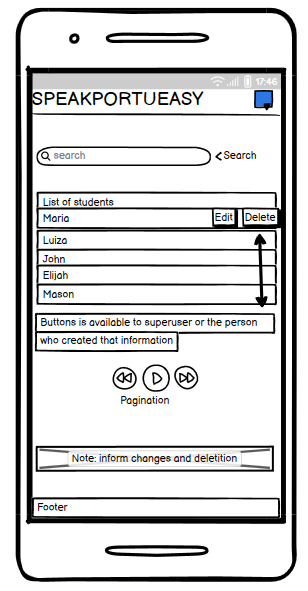 17:46
SPEAKPORTUEASY
search
Search
List of students
Maria Edit Delete
Luiza
John
Elijah
Mason
Buttons is available to superuser or the person
who created that information
Pagination
Note: inform changes and deletition
Footer